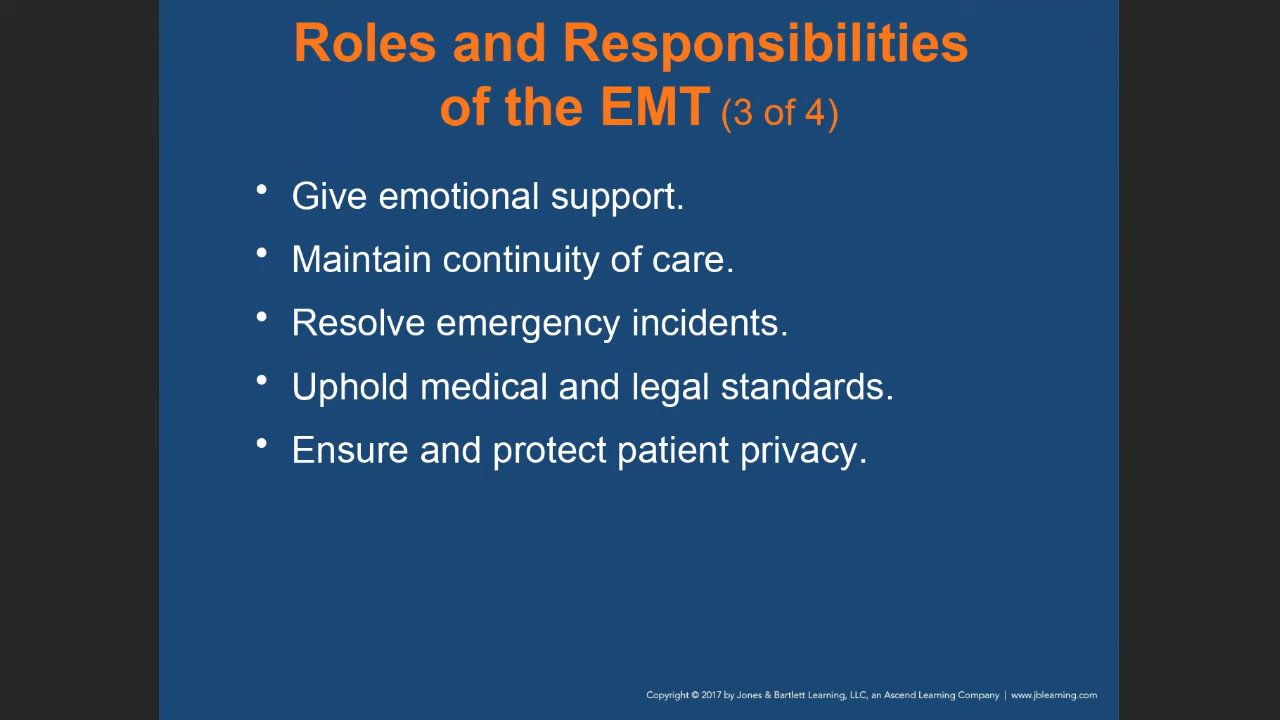 Roles and Responsibilities
of the EMT (3 of 4)
• Give emotional support.
• Maintain continuity of care.
• Resolve emergency incidents.
• Uphold medical and legal standards.
• Ensure and protect patient privacy.
Copyright © 2017 by Jones & Bartlett Learning, LLC, an Ascend Learning Company | www.jblearning.com